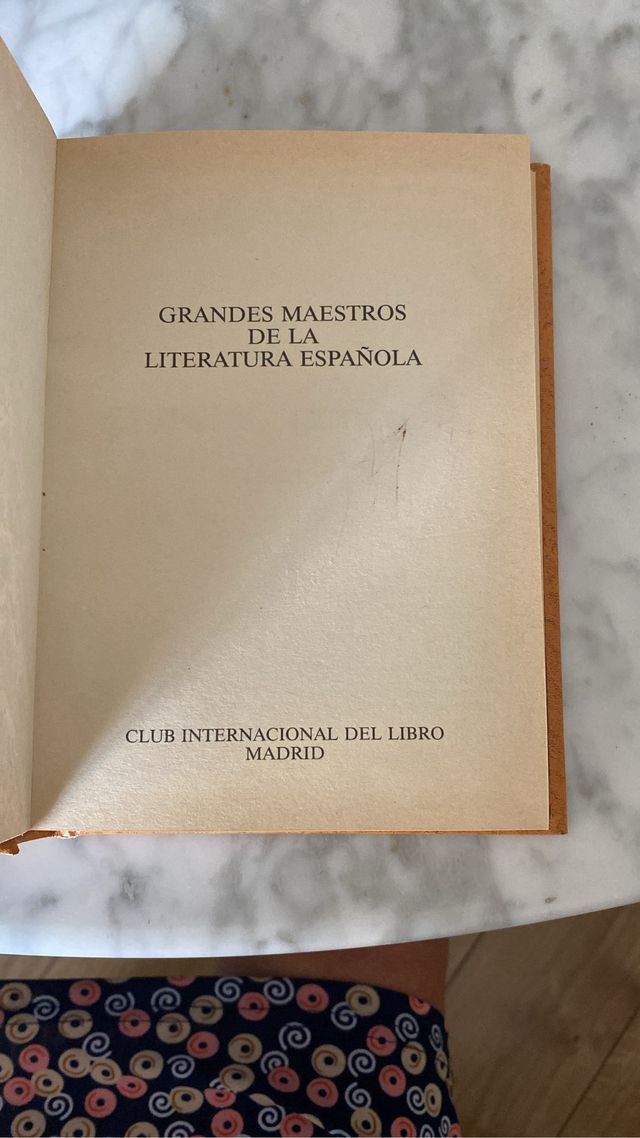 GRANDES MAESTROS
DE LA
LITERATURA ESPAÑOLA
CLUB INTERNACIONAL DEL LIBRO
MADRID